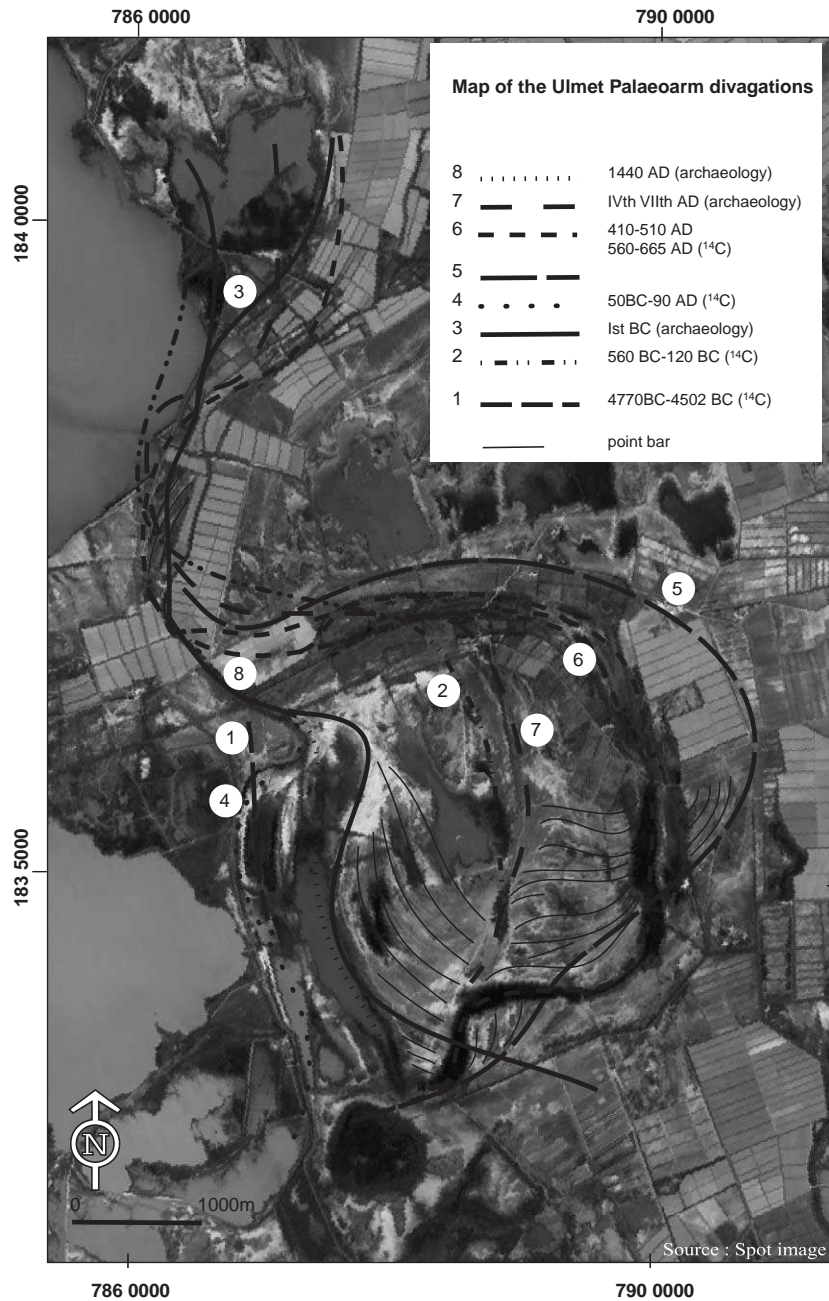 786 0000 790 0000
Map of the Ulmet Palaeoarm divagations
8 1440 AD (archaeology)
7 IVth VIIth AD (archaeology)
6 410-510 AD
560-665 AD (¹⁴C)
5
4 50BC-90 AD (¹⁴C)
3 Ist BC (archaeology)
2 560 BC-120 BC (¹⁴C)
1 4770BC-4502 BC (¹⁴C)
point bar
184 0000
3
5
6
8
2
7
1
4
183 5000
N
0 1000m
Source : Spot image
786 0000 790 0000